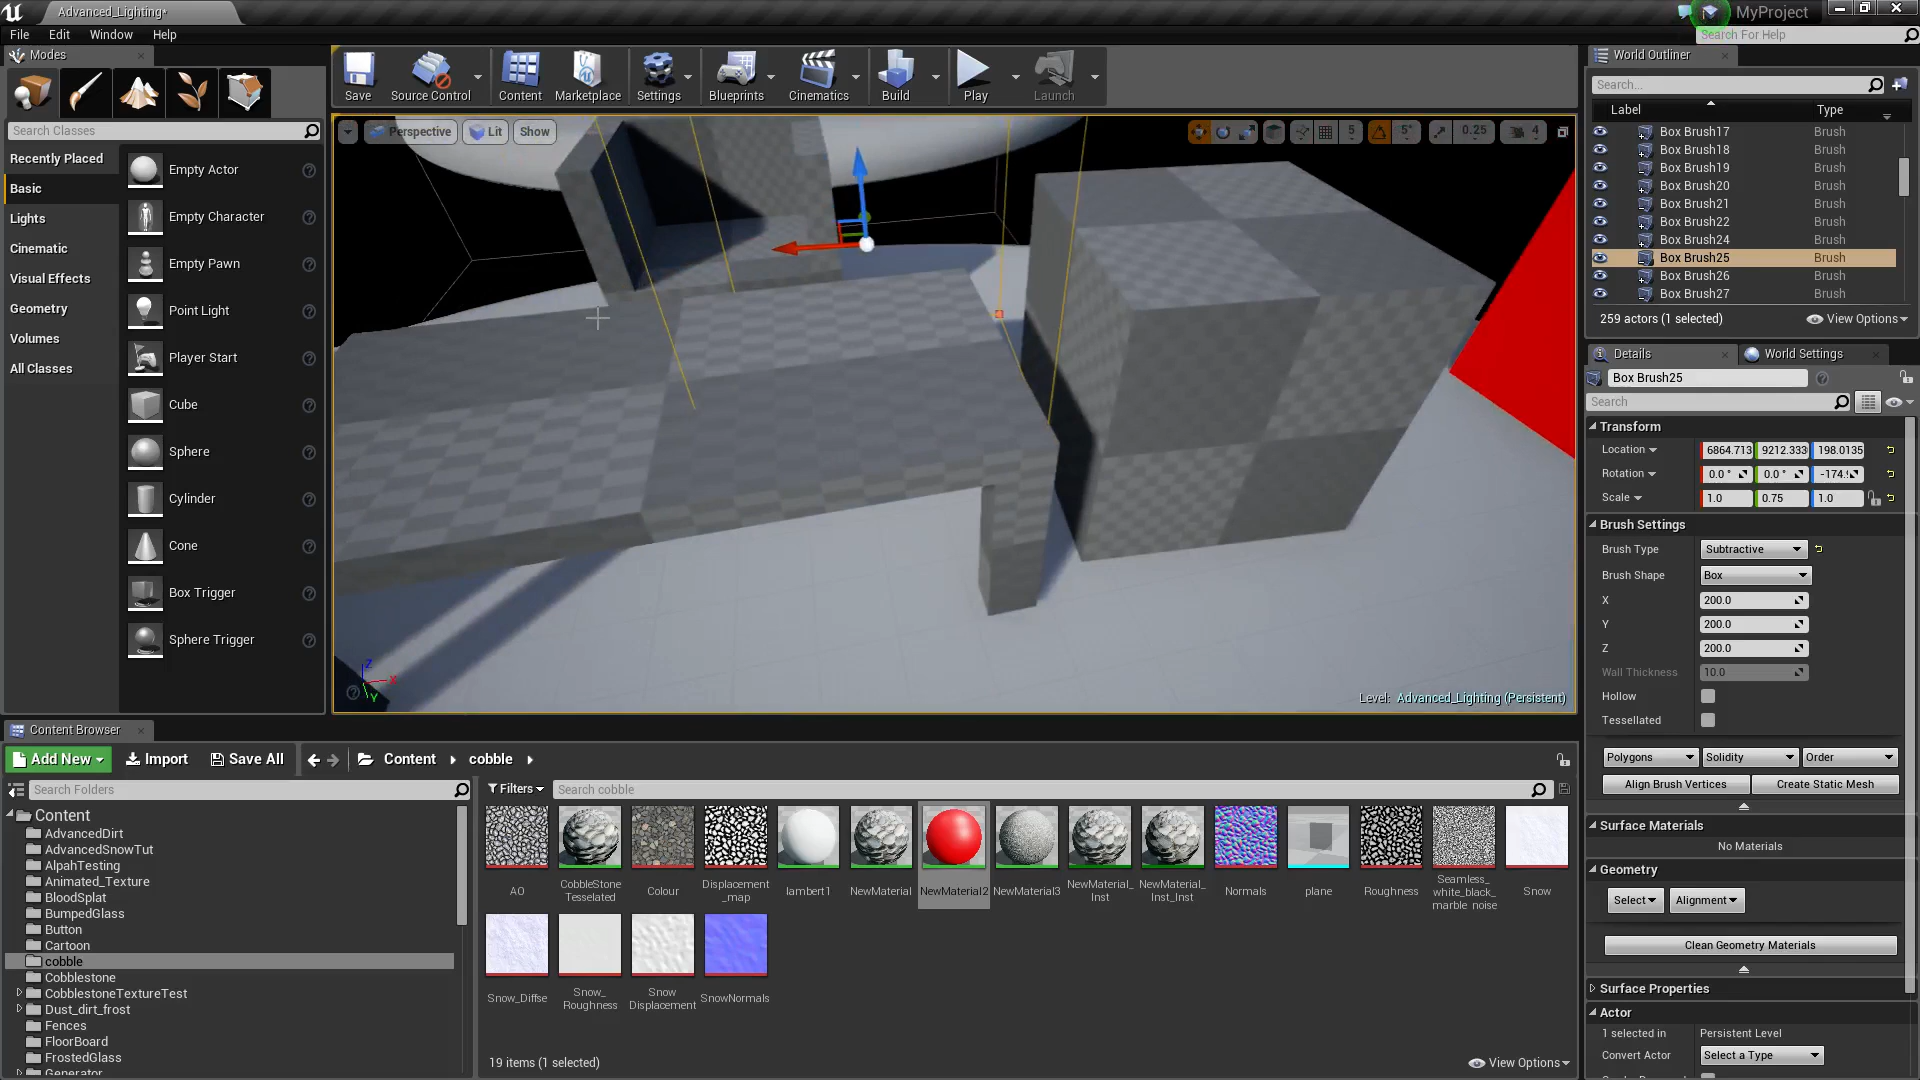 Advanced_Lighting*
MyProject
File Edit Window Help
Search For Help
Modes
Save
Source Control
Content
Marketplace
Settings
Blueprints
Cinematics
Build
Play
Launch
World Outliner
Search...
Label Type
Search Classes
Perspective Lit Show
5 5° 0.25 4
Recently Placed
Basic
Lights
Cinematic
Visual Effects
Geometry
Volumes
All Classes
Empty Actor
Empty Character
Empty Pawn
Point Light
Player Start
Cube
Sphere
Cylinder
Cone
Box Trigger
Sphere Trigger
Box Brush17 Brush
Box Brush18 Brush
Box Brush19 Brush
Box Brush20 Brush
Box Brush21 Brush
Box Brush22 Brush
Box Brush24 Brush
Box Brush25 Brush
Box Brush26 Brush
Box Brush27 Brush
259 actors (1 selected) View Options
Details World Settings
Box Brush25
Search
Transform
Location 6864.713 9212.333 198.0135
Rotation 0.0 ° 0.0 ° -174.
Scale 1.0 0.75 1.0
Brush Settings
Brush Type Subtractive
Brush Shape Box
X 200.0
Y 200.0
Z 200.0
Wall Thickness 10.0
Hollow
Tessellated
Polygons Solidity Order
Align Brush Vertices Create Static Mesh
Surface Materials
No Materials
Geometry
Select Alignment
Clean Geometry Materials
Surface Properties
Actor
1 selected in Persistent Level
Convert Actor Select a Type
Z
X
Y
Level: Advanced_Lighting (Persistent)
Content Browser
Add New Import Save All Content cobble
Search Folders
Filters Search cobble
Content
AdvancedDirt
AdvancedSnowTut
AlpahTesting
Animated_Texture
BloodSplat
BumpedGlass
Button
Cartoon
cobble
Cobblestone
CobblestoneTextureTest
Dust_dirt_frost
Fences
FloorBoard
FrostedGlass
Generator
AO
CobbleStone
Tesselated
Colour
Displacement
_map
lambert1
NewMaterial
NewMaterial2
NewMaterial3
NewMaterial_
Inst
NewMaterial_
Inst_Inst
Normals
plane
Roughness
Seamless_
white_black_
marble_noise
Snow
Snow_Diffse
Snow_
Roughness
Snow
Displacement
SnowNormals
19 items (1 selected) View Options